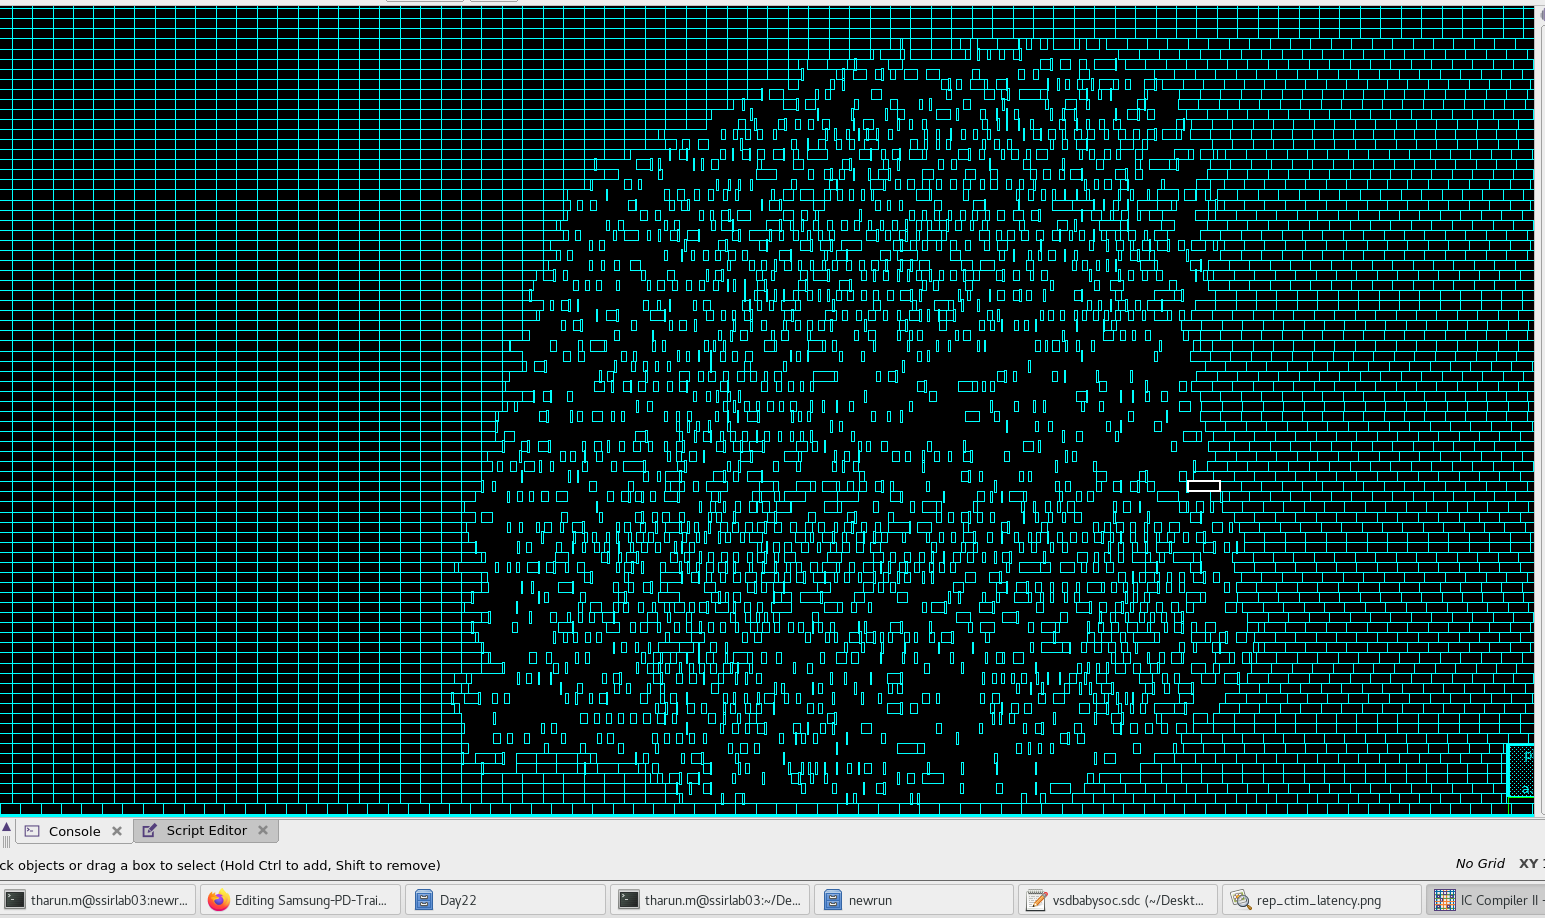 Console
Script Editor
ck objects or drag a box to select (Hold Ctrl to add, Shift to remove)
No Grid XY
tharun.m@ssirlab03:newr...
Editing Samsung-PD-Trai...
Day22
tharun.m@ssirlab03:~/De...
newrun
vsdbabysoc.sdc (~/Deskt...
rep_ctim_latency.png
IC Compiler II -